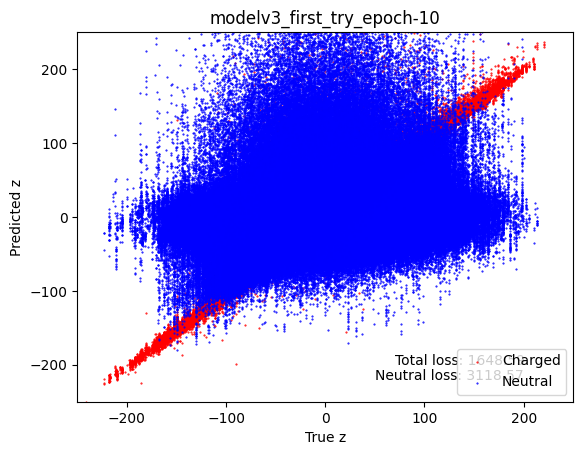 modelv3_first_try_epoch-10
Predicted z
200
100
0
−100
−200
Total loss: 1648
Neutral loss: 3118.57
Charged
Neutral
−200
−100
0
100
200
True z